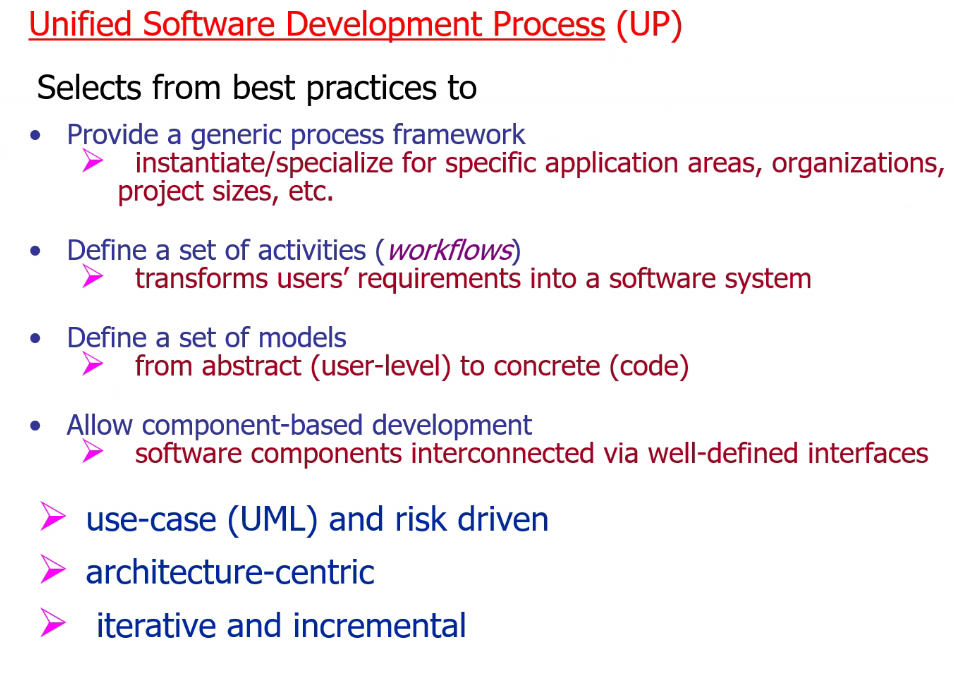 Unified Software Development Process (UP)
Selects from best practices to
• Provide a generic process framework
➢ instantiate/specialize for specific application areas, organizations,
project sizes, etc.
• Define a set of activities (workflows)
➢ transforms users’ requirements into a software system
• Define a set of models
➢ from abstract (user-level) to concrete (code)
• Allow component-based development
➢ software components interconnected via well-defined interfaces
➢ use-case (UML) and risk driven
➢ architecture-centric
➢ iterative and incremental